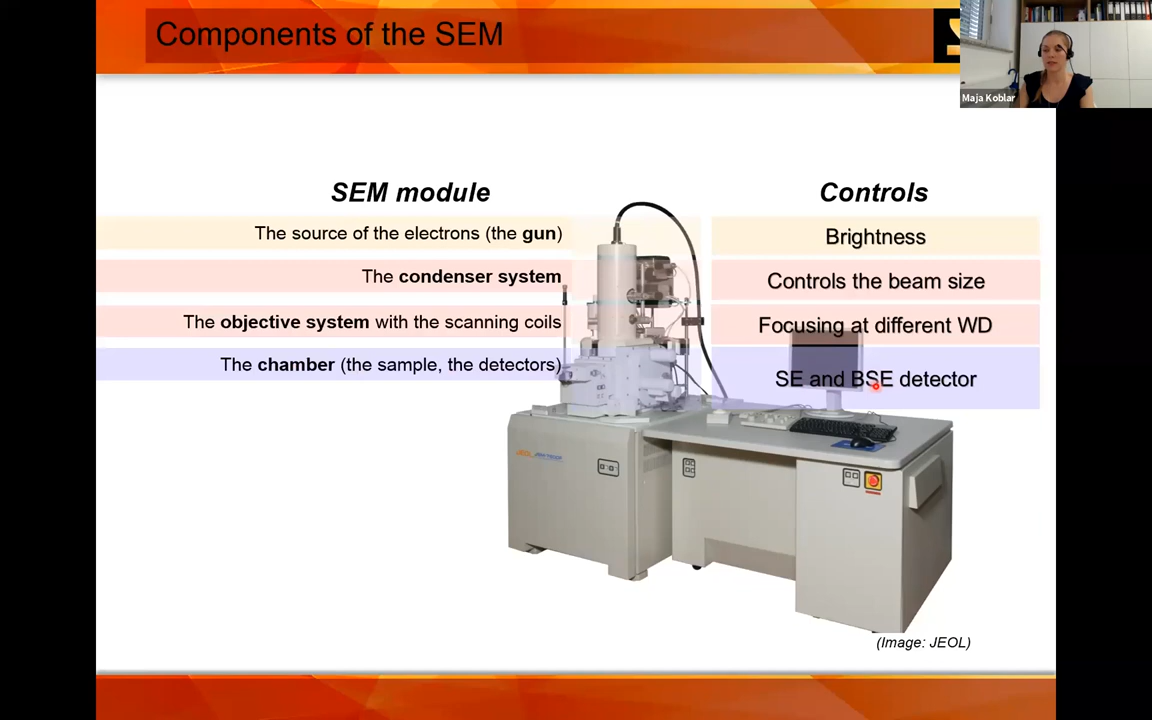 Components of the SEM
Maja Koblar
SEM module
Controls
The source of the electrons (the gun)
Brightness
The condenser system
Controls the beam size
The objective system with the scanning coils
Focusing at different WD
The chamber (the sample, the detectors)
SE and BSE detector
JEOL
(Image: JEOL)